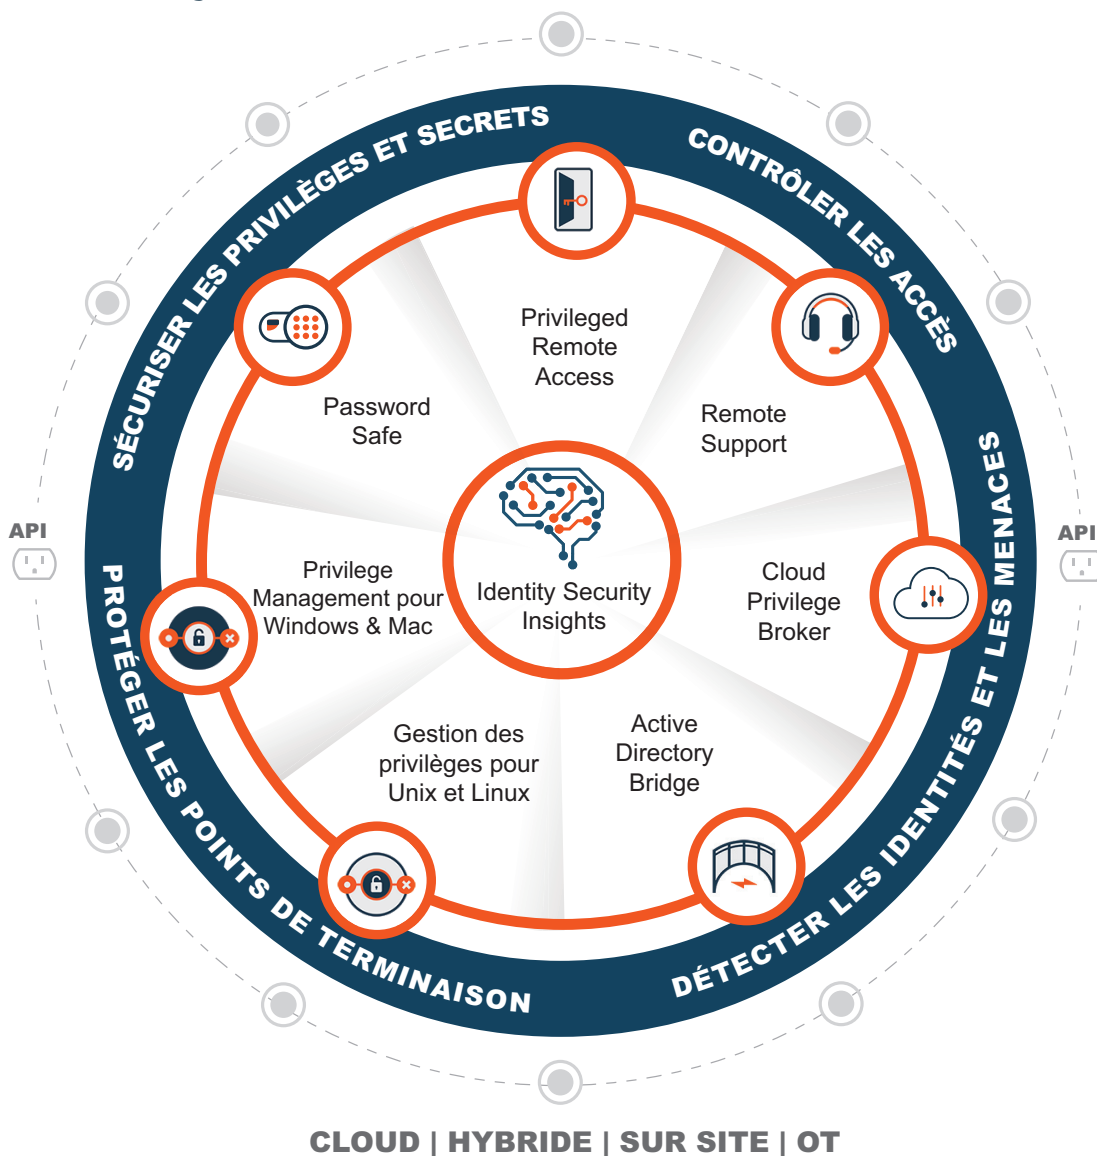 SÉCURISER LES PRIVILÈGES ET SECRETS
CONTRÔLER LES ACCÈS
Privileged
Remote
Access
Password
Safe
Remote
Support
API
API
Identity Security
Insights
Privilege
Management pour
Windows & Mac
Cloud
Privilege
Broker
Gestion des
privilèges pour
Unix et Linux
Active
Directory
Bridge
PROTÉGER LES POINTS DE TERMINAISON
DÉTECTER LES IDENTITÉS ET LES MENACES
CLOUD | HYBRIDE | SUR SITE | OT